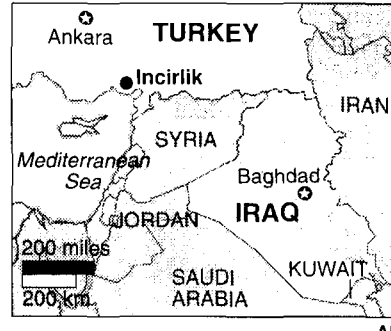 TURKEY
Ankara
Incirlik
IRAN
SYRIA
Mediterranean
Sea
Baghdad
IRAQ
JORDAN
200 miles
200 km.
KUWAIT
SAUDI
ARABIA